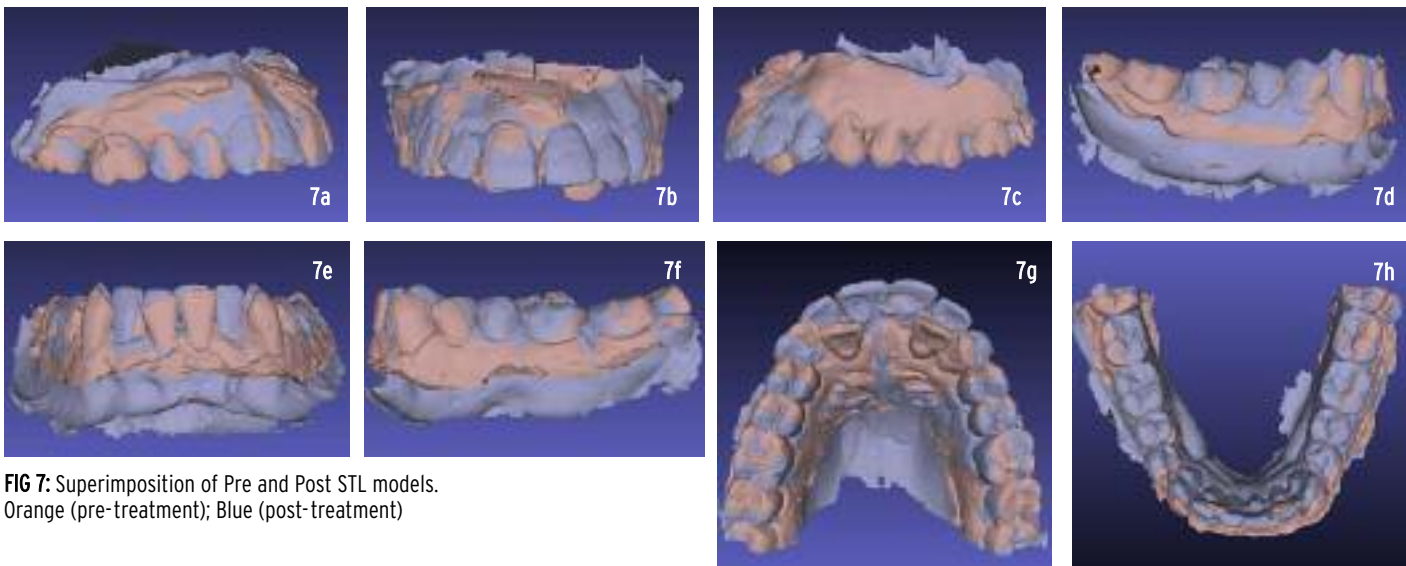 7a
7b
7c
7d
7e
7f
7g
7h
FIG 7: Superimposition of Pre and Post STL models.
Orange (pre-treatment); Blue (post-treatment)